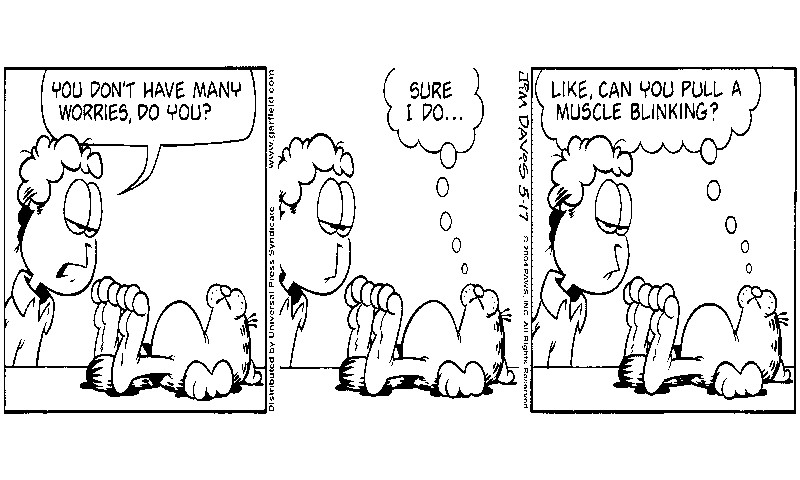 YOU DON'T HAVE MANY
WORRIES, DO YOU?
www.garfield.com
Distributed by Universal Press Syndicate
SURE
I DO...
JIM DAVIS 5-17
© 2004 PAWS, INC. All Rights Reserved.
LIKE, CAN YOU PULL A
MUSCLE BLINKING?